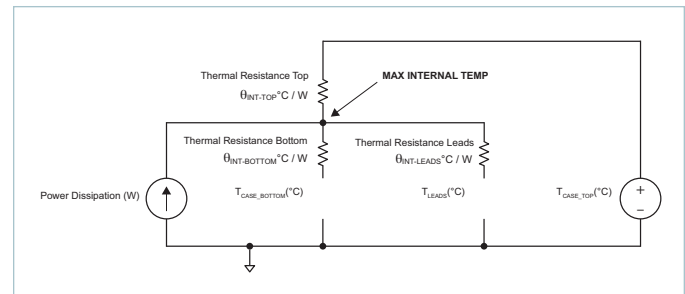 Thermal Resistance Top
MAX INTERNAL TEMP
θINT-TOP°C / W
Thermal Resistance Bottom
θINT-BOTTOM°C / W
Thermal Resistance Leads
θINT-LEADS°C / W
Power Dissipation (W)
TCASE_BOTTOM(°C)
TLEADS(°C)
TCASE_TOP(°C)
+
–